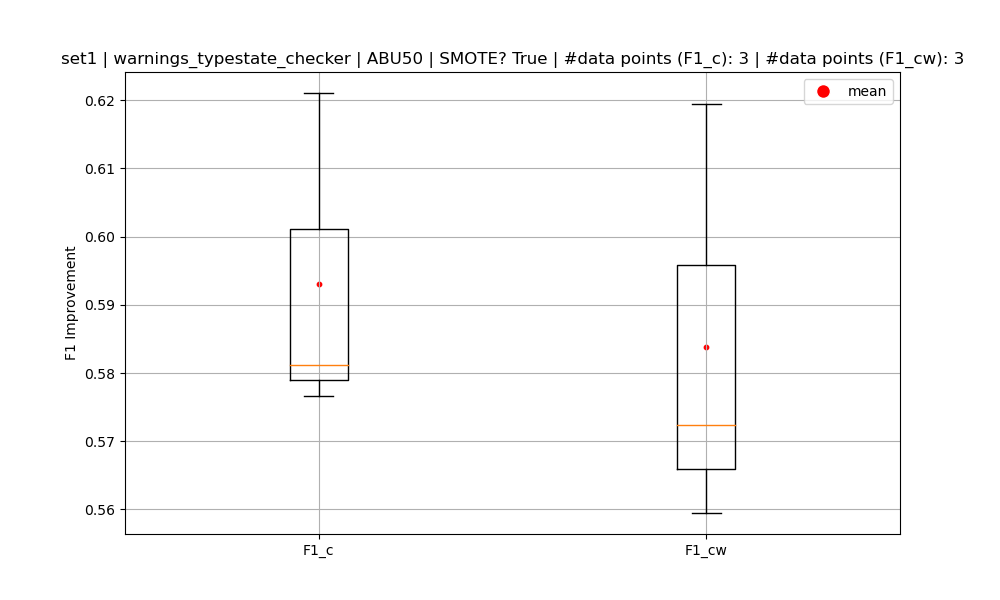 set1 | warnings_typestate_checker | ABU50 | SMOTE? True | #data points (F1_c): 3 | #data points (F1_cw): 3
mean
0.62
0.61
0.60
0.59
0.58
0.57
0.56
F1 Improvement
F1_c
F1_cw